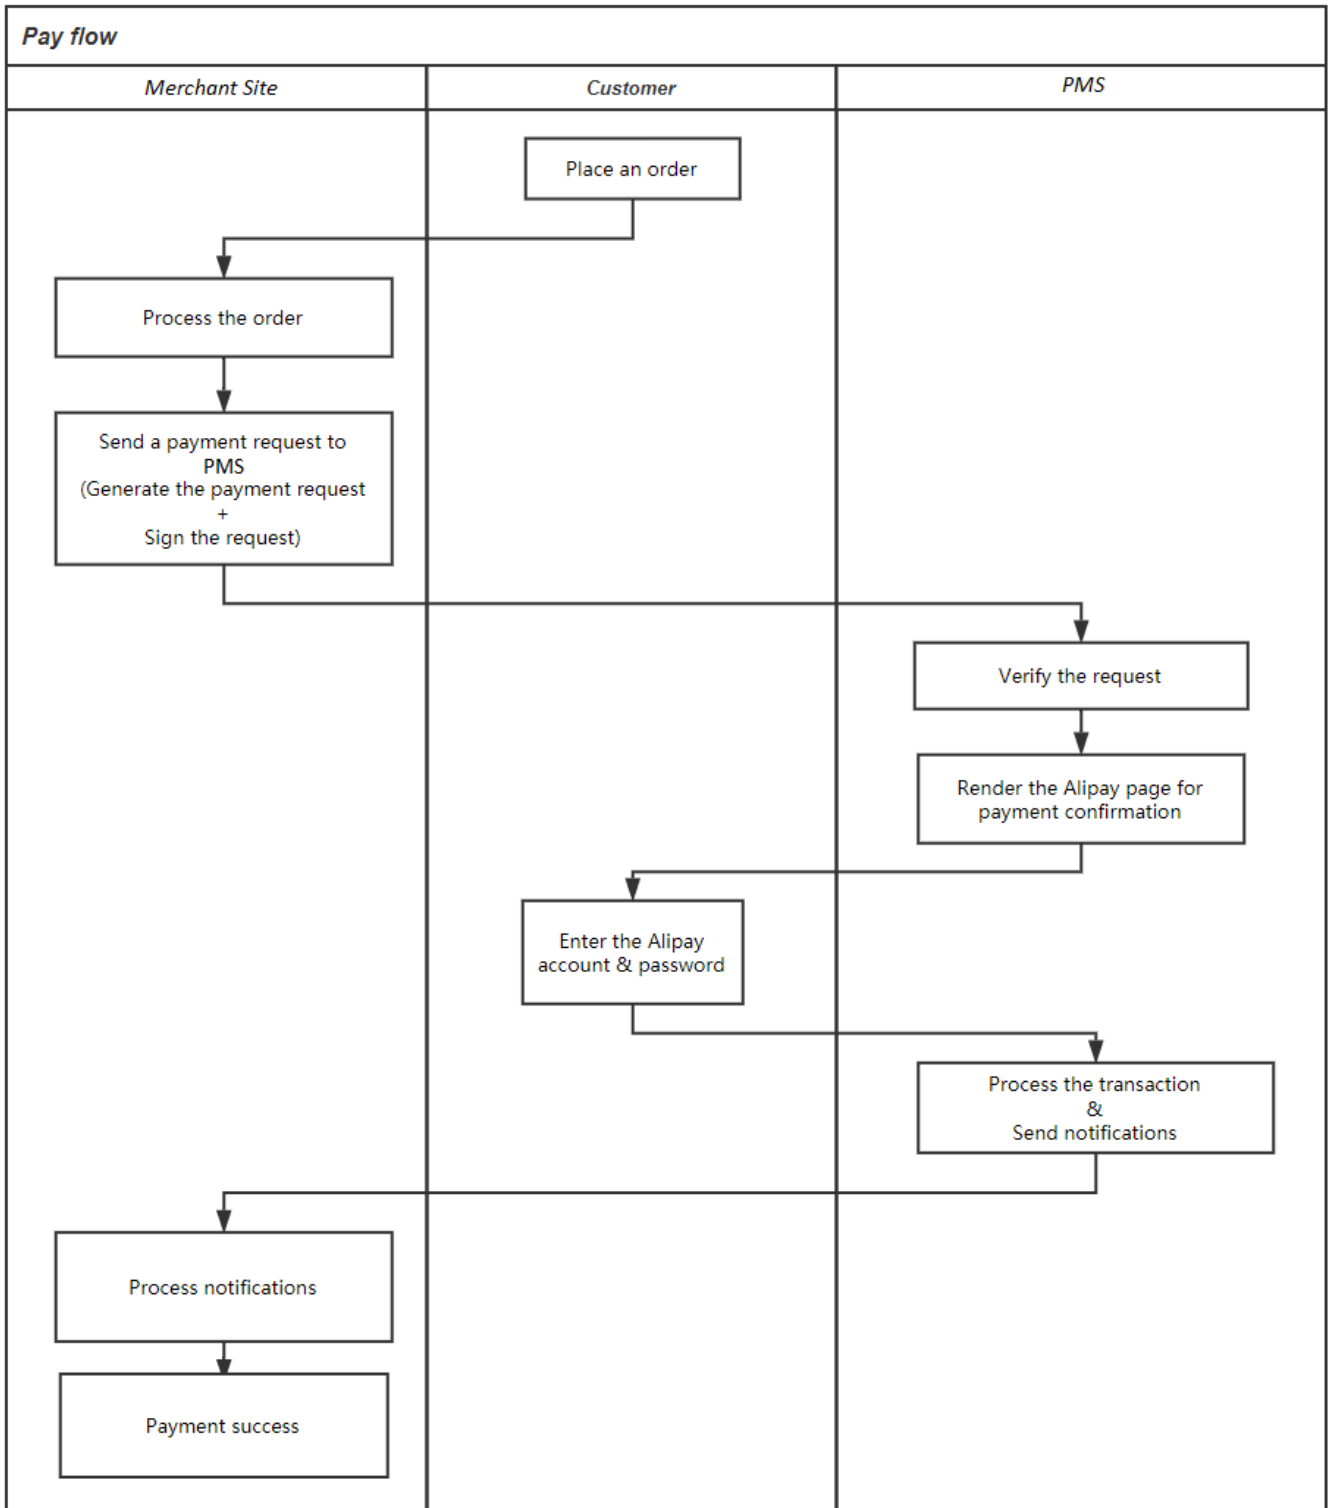 Pay flow
Merchant Site
Customer
PMS
Place an order
Process the order
Send a payment request to
PMS
(Generate the payment request
+
Sign the request)
Verify the request
Render the Alipay page for
payment confirmation
Enter the Alipay
account & password
Process the transaction
&
Send notifications
Process notifications
Payment success